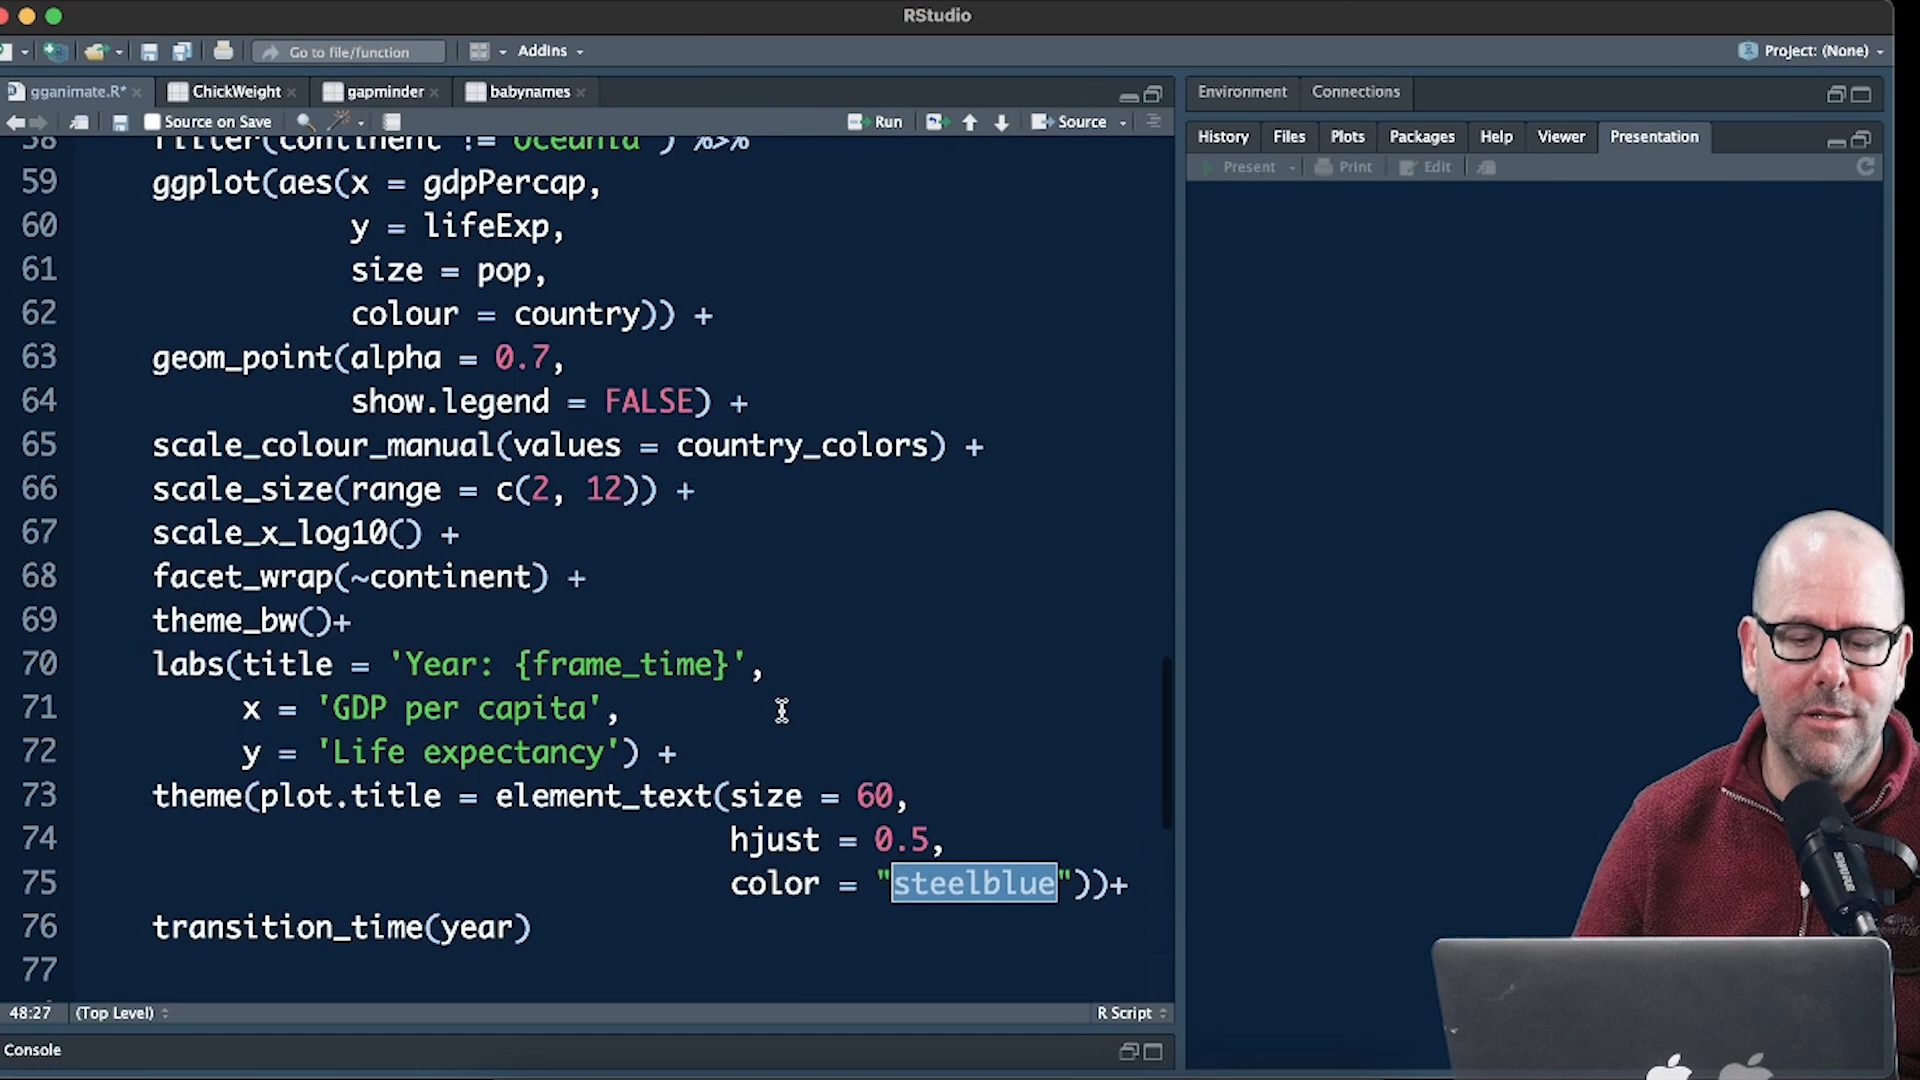 RStudio
Go to file/function
Addins
Project: (None)
gganimate.R*
ChickWeight
gapminder
babynames
Environment
Connections
Source on Save
Run
Source
History
Files
Plots
Packages
Help
Viewer
Presentation
Present
Print
Edit
58 filter(continent != "Oceania") %>%
59 ggplot(aes(x = gdpPercap,
60 y = lifeExp,
61 size = pop,
62 colour = country)) +
63 geom_point(alpha = 0.7,
64 show.legend = FALSE) +
65 scale_colour_manual(values = country_colors) +
66 scale_size(range = c(2, 12)) +
67 scale_x_log10() +
68 facet_wrap(~continent) +
69 theme_bw()+
70 labs(title = 'Year: {frame_time}',
71 x = 'GDP per capita',
72 y = 'Life expectancy') +
73 theme(plot.title = element_text(size = 60,
74 hjust = 0.5,
75 color = "steelblue"))+
76 transition_time(year)
77
48:27
(Top Level)
R Script
Console
SHURE